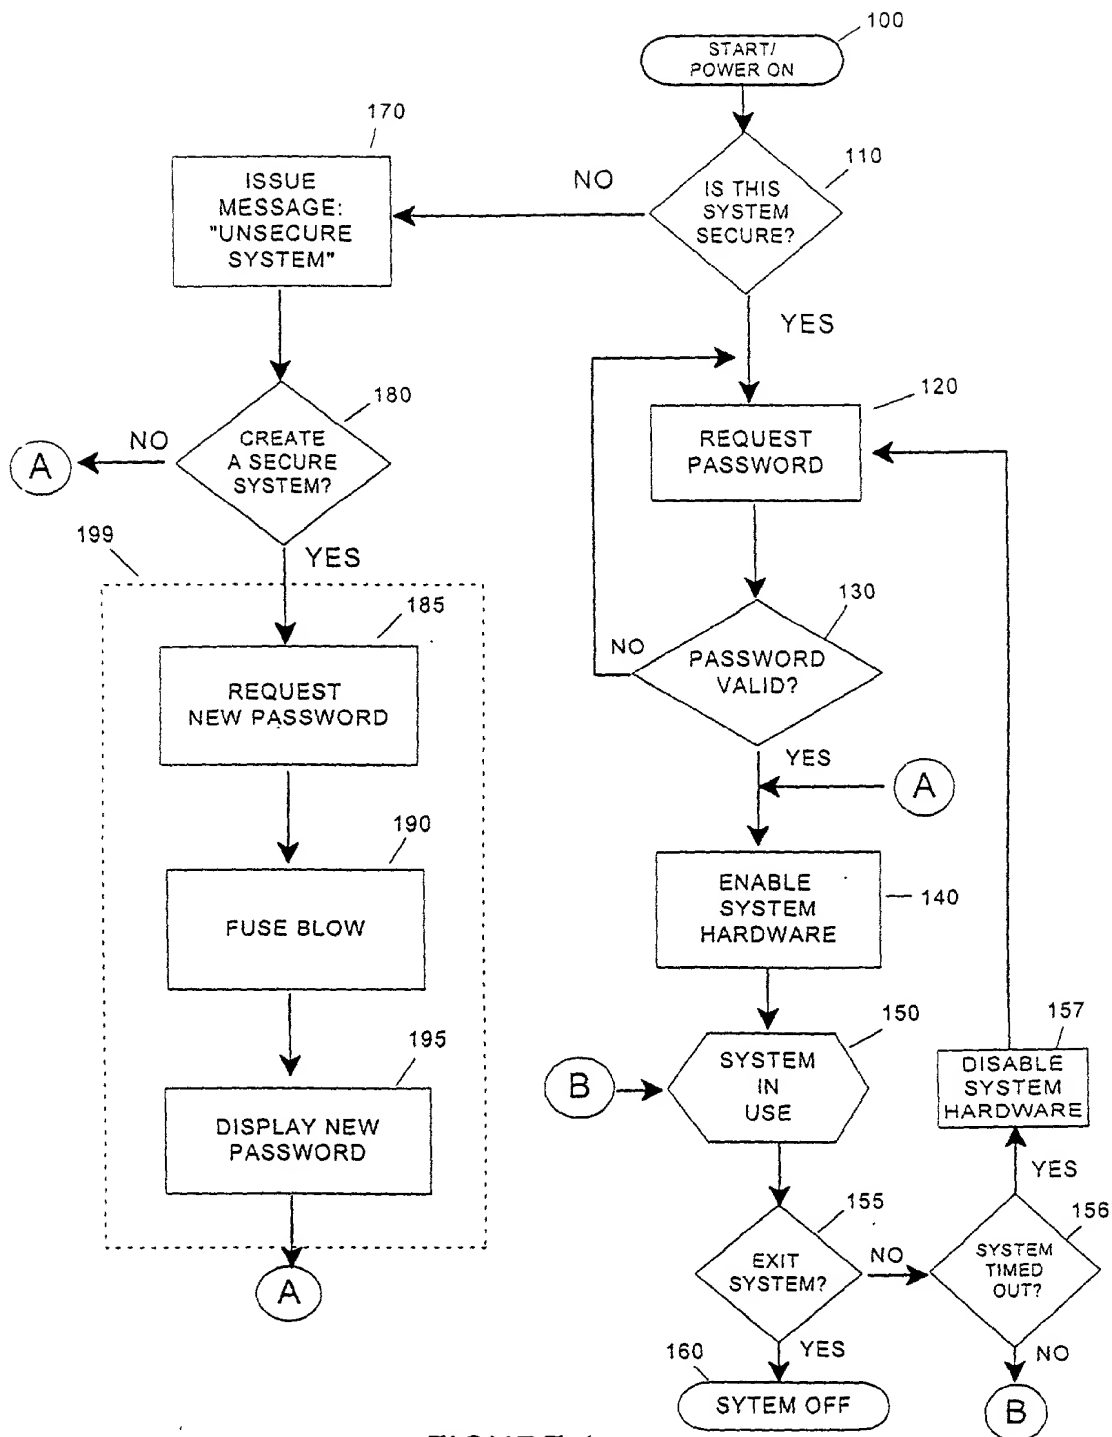 100
START/
POWER ON
170
110
ISSUE
MESSAGE:
"UNSECURE
SYSTEM"
NO
IS THIS
SYSTEM
SECURE?
YES
180
120
CREATE
A SECURE
SYSTEM?
NO
A
REQUEST
PASSWORD
199
YES
185
130
REQUEST
NEW PASSWORD
NO
PASSWORD
VALID?
YES
A
190
FUSE BLOW
ENABLE
SYSTEM
HARDWARE
140
195
150
157
DISPLAY NEW
PASSWORD
B
SYSTEM
IN
USE
DISABLE
SYSTEM
HARDWARE
YES
155
156
A
EXIT
SYSTEM?
NO
SYSTEM
TIMED
OUT?
160
YES
NO
SYTEM OFF
B